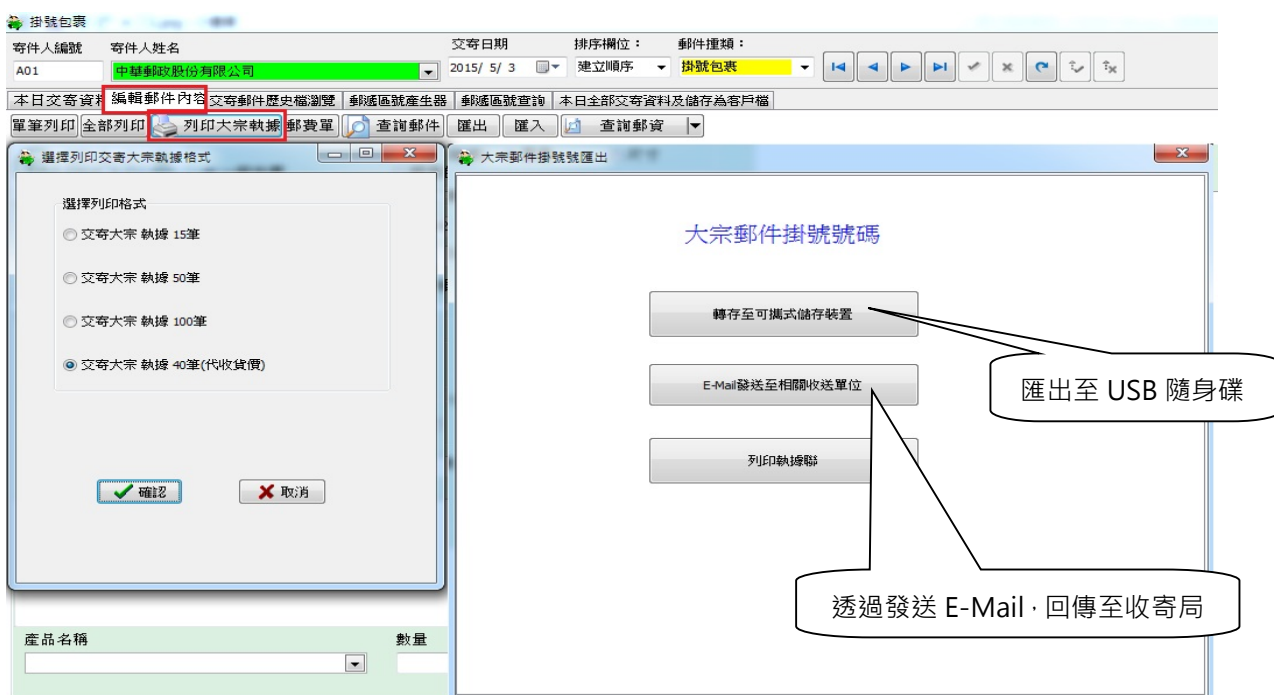 掛號包裹
寄件人編號 寄件人姓名 交寄日期 排序欄位： 郵件種類：
A01 中華郵政股份有限公司 2015/ 5/ 3 建立順序 掛號包裹
本日交寄資料 編輯郵件內容 交寄郵件歷史檔瀏覽 郵遞區號產生器 郵遞區號查詢 本日全部交寄資料及儲存為客戶檔
單筆列印 全部列印 列印大宗執據 郵費單 查詢郵件 匯出 匯入 查詢郵資
選擇列印交寄大宗執據格式
選擇列印格式
交寄大宗 執據 15筆
交寄大宗 執據 50筆
交寄大宗 執據 100筆
交寄大宗 執據 40筆(代收貨價)
確認 取消
大宗郵件掛號號匯出
大宗郵件掛號號碼
轉存至可攜式儲存裝置
E-Mail發送至相關收送單位
列印執據聯
匯出至 USB 隨身碟
透過發送 E-Mail，回傳至收寄局
產品名稱 數量